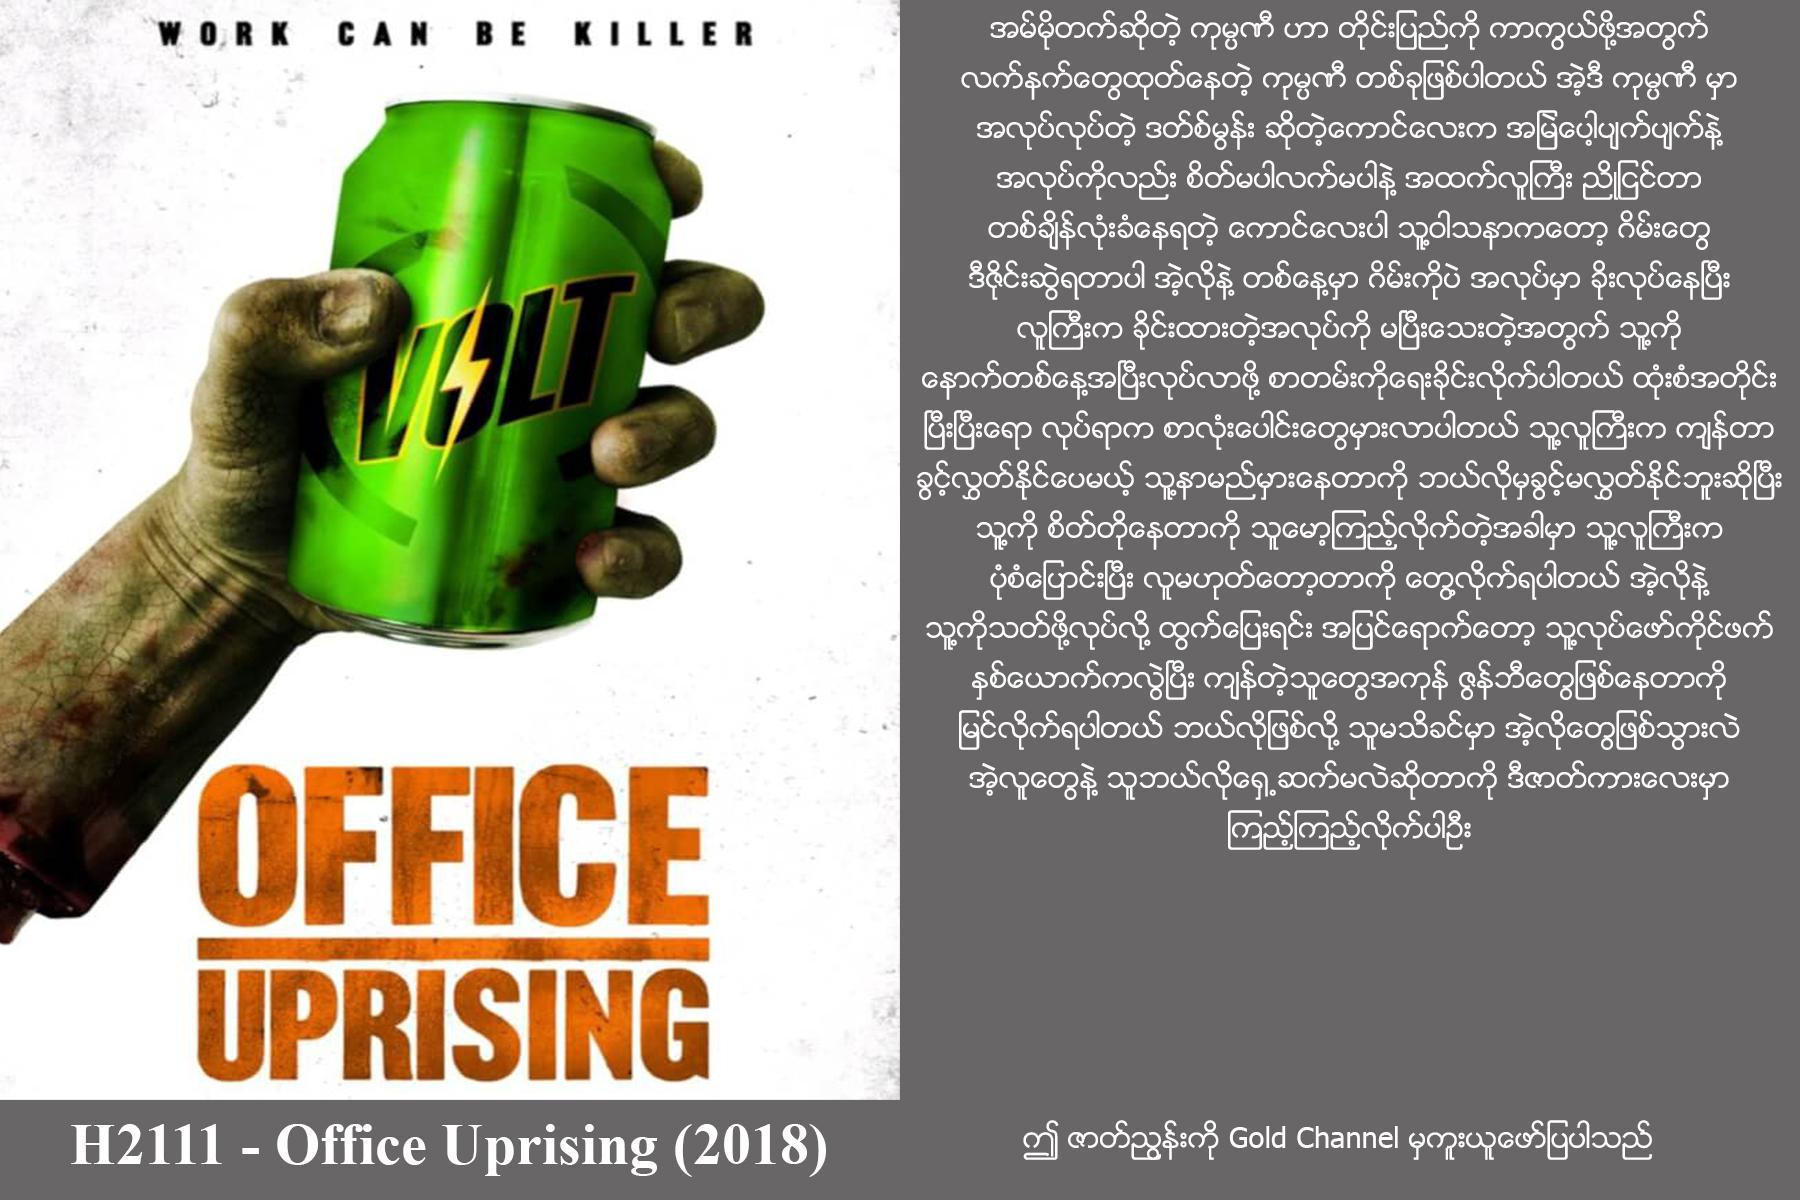 WORK CAN BE KILLER
VOLT
OFFICE
UPRISING
H2111 - Office Uprising (2018)
အမ်မိုတက်ဆိုတဲ့ ကုမ္ပဏီ ဟာ တိုင်းပြည်ကို ကာကွယ်ဖို့အတွက်
လက်နက်တွေထုတ်နေတဲ့ ကုမ္ပဏီ တစ်ခုဖြစ်ပါတယ် အဲ့ဒီ ကုမ္ပဏီ မှာ
အလုပ်လုပ်တဲ့ ဒတ်စ်မွန်း ဆိုတဲ့ကောင်လေးက အမြဲပေါ့ပျက်ပျက်နဲ့
အလုပ်ကိုလည်း စိတ်မပါလက်မပါနဲ့ အထက်လူကြီး ညိုငြင်တာ
တစ်ချိန်လုံးခံနေရတဲ့ ကောင်လေးပါ သူ့ဝါသနာကတော့ ဂိမ်းတွေ
ဒီဇိုင်းဆွဲရတာပါ အဲ့လိုနဲ့ တစ်နေ့မှာ ဂိမ်းကိုပဲ အလုပ်မှာ ခိုးလုပ်နေပြီး
လူကြီးက ခိုင်းထားတဲ့အလုပ်ကို မပြီးသေးတဲ့အတွက် သူ့ကို
နောက်တစ်နေ့အပြီးလုပ်လာဖို့ စာတမ်းကိုရေးခိုင်းလိုက်ပါတယ် ထုံးစံအတိုင်း
ပြီးပြီးရော လုပ်ရာက စာလုံးပေါင်းတွေမှားလာပါတယ် သူ့လူကြီးက ကျန်တာ
ခွင့်လွှတ်နိုင်ပေမယ့် သူ့နာမည်မှားနေတာကို ဘယ်လိုမှခွင့်မလွှတ်နိုင်ဘူးဆိုပြီး
သူ့ကို စိတ်တိုနေတာကို သူမော့ကြည့်လိုက်တဲ့အခါမှာ သူ့လူကြီးက
ပုံစံပြောင်းပြီး လူမဟုတ်တော့တာကို တွေ့လိုက်ရပါတယ် အဲ့လိုနဲ့
သူ့ကိုသတ်ဖို့လုပ်လို့ ထွက်ပြေးရင်း အပြင်ရောက်တော့ သူ့လုပ်ဖော်ကိုင်ဖက်
နှစ်ယောက်ကလွဲပြီး ကျန်တဲ့သူတွေအကုန် ဇွန်ဘီတွေဖြစ်နေတာကို
မြင်လိုက်ရပါတယ် ဘယ်လိုဖြစ်လို့ သူမသိခင်မှာ အဲ့လိုတွေဖြစ်သွားလဲ
အဲ့လူတွေနဲ့ သူဘယ်လိုရှေ့ဆက်မလဲဆိုတာကို ဒီဇာတ်ကားလေးမှာ
ကြည့်ကြည့်လိုက်ပါဦး
ဤ ဇာတ်ညွှန်းကို Gold Channel မှကူးယူဖော်ပြပါသည်